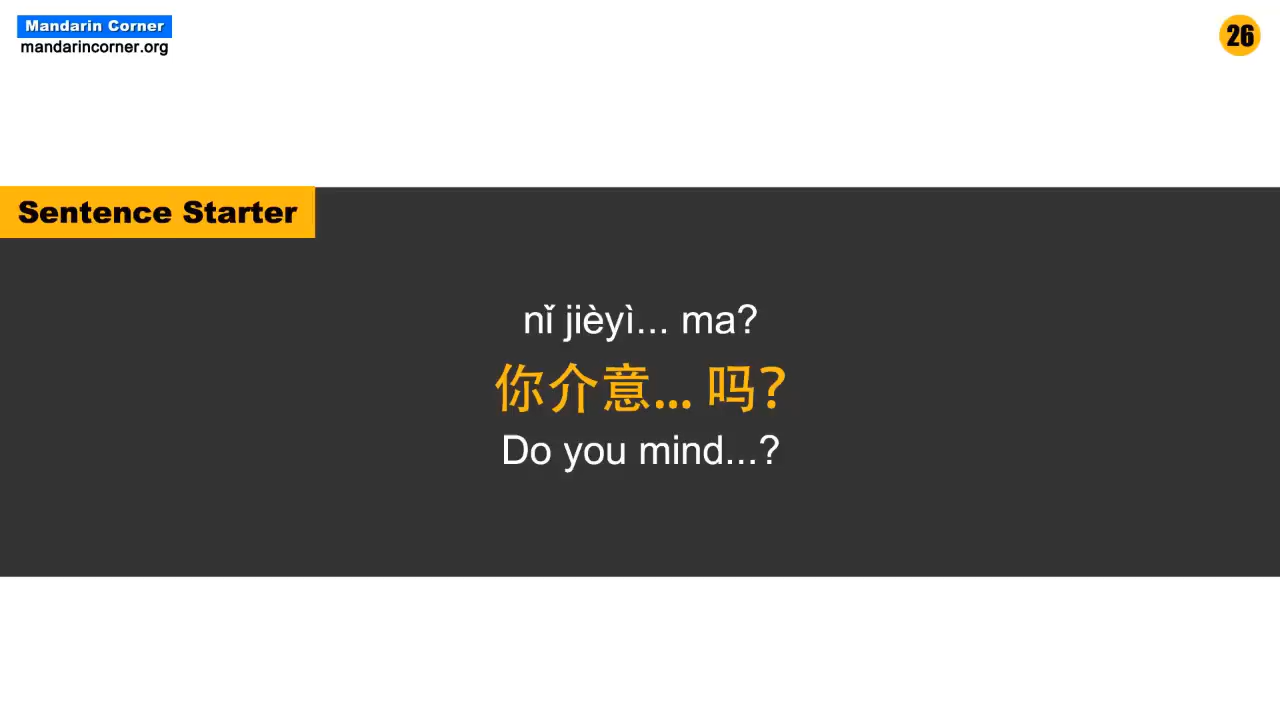 Mandarin Corner
mandarincorner.org
26
Sentence Starter
nǐ jièyì... ma?
你介意... 吗?
Do you mind...?